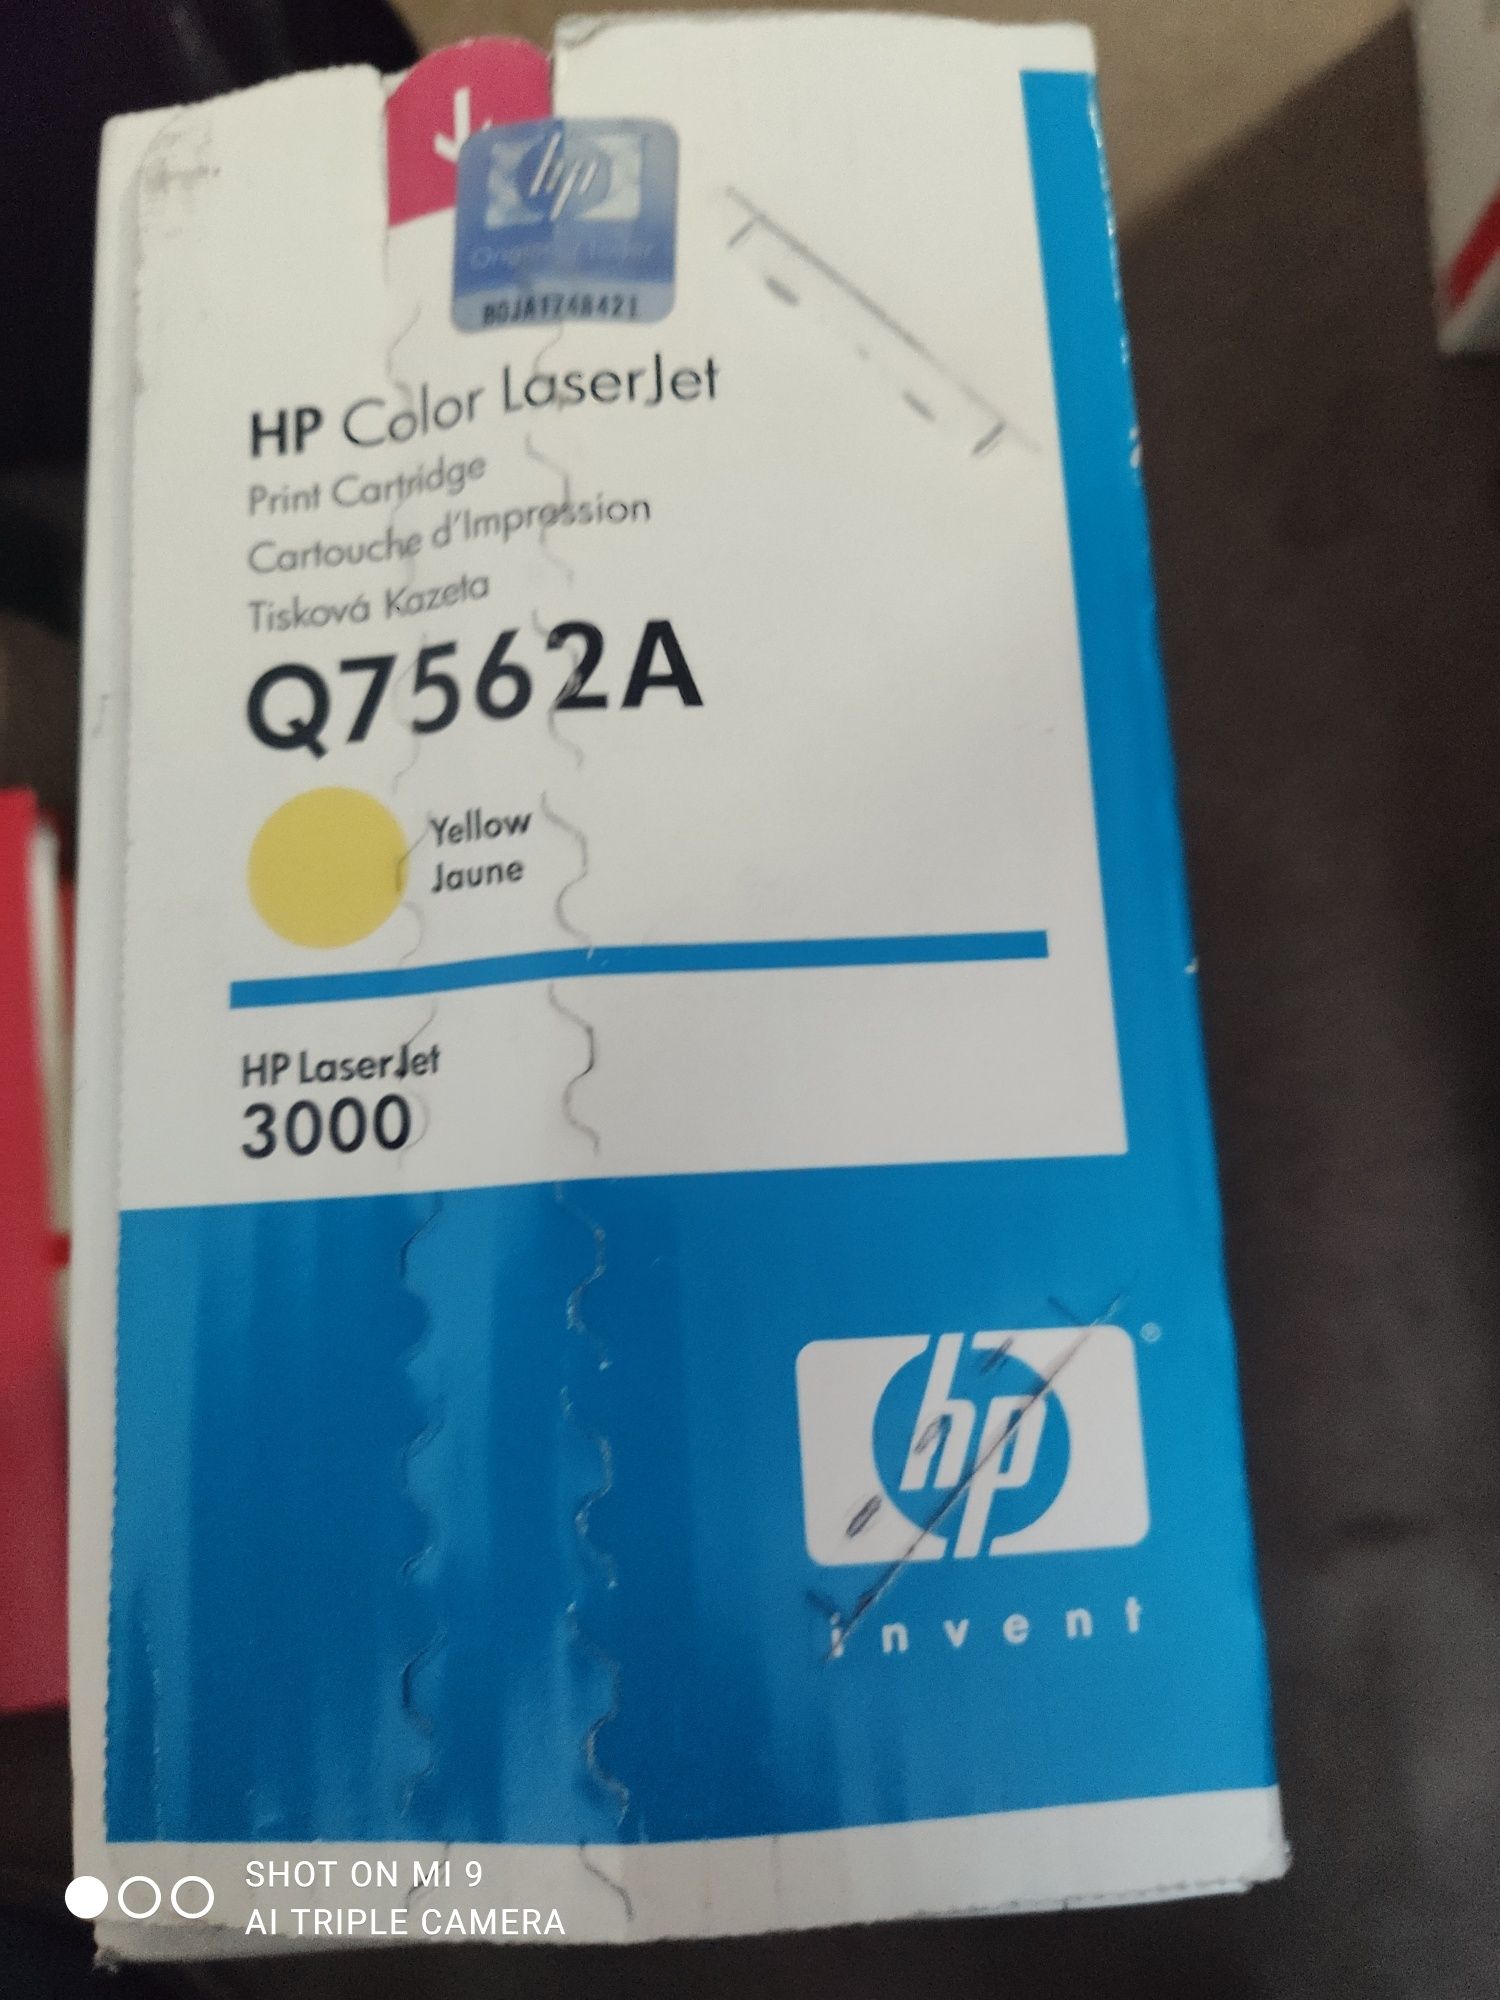 hp
HP Color LaserJet
Print Cartridge
Cartouche d'Impression
Tisková Kazeta
Q7562A
Yellow
Jaune
HP LaserJet
3000
hp
®
invent
SHOT ON MI 9
AI TRIPLE CAMERA